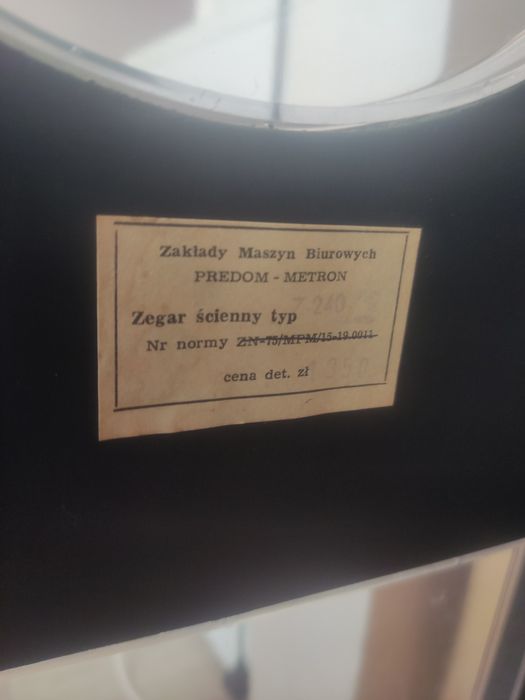 Zakłady Maszyn Biurowych
PREDOM - METRON
Zegar ścienny typ
Nr normy ZN-75/MPM/15-19.0011
cena det. zł